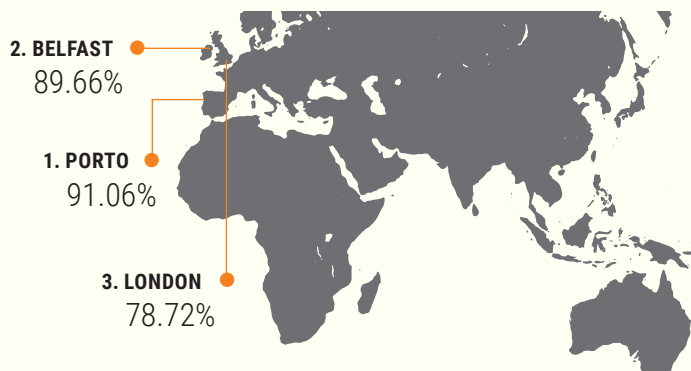 2. BELFAST
89.66%
1. PORTO
91.06%
3. LONDON
78.72%